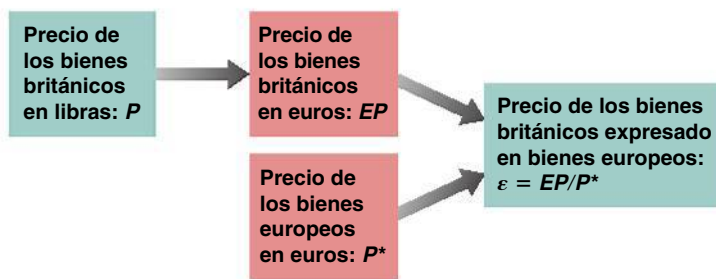 Precio de
los bienes
británicos
en libras: P
Precio de
los bienes
británicos
en euros: EP
Precio de
los bienes
europeos
en euros: P*
Precio de los bienes
británicos expresado
en bienes europeos:
ε = EP/P*